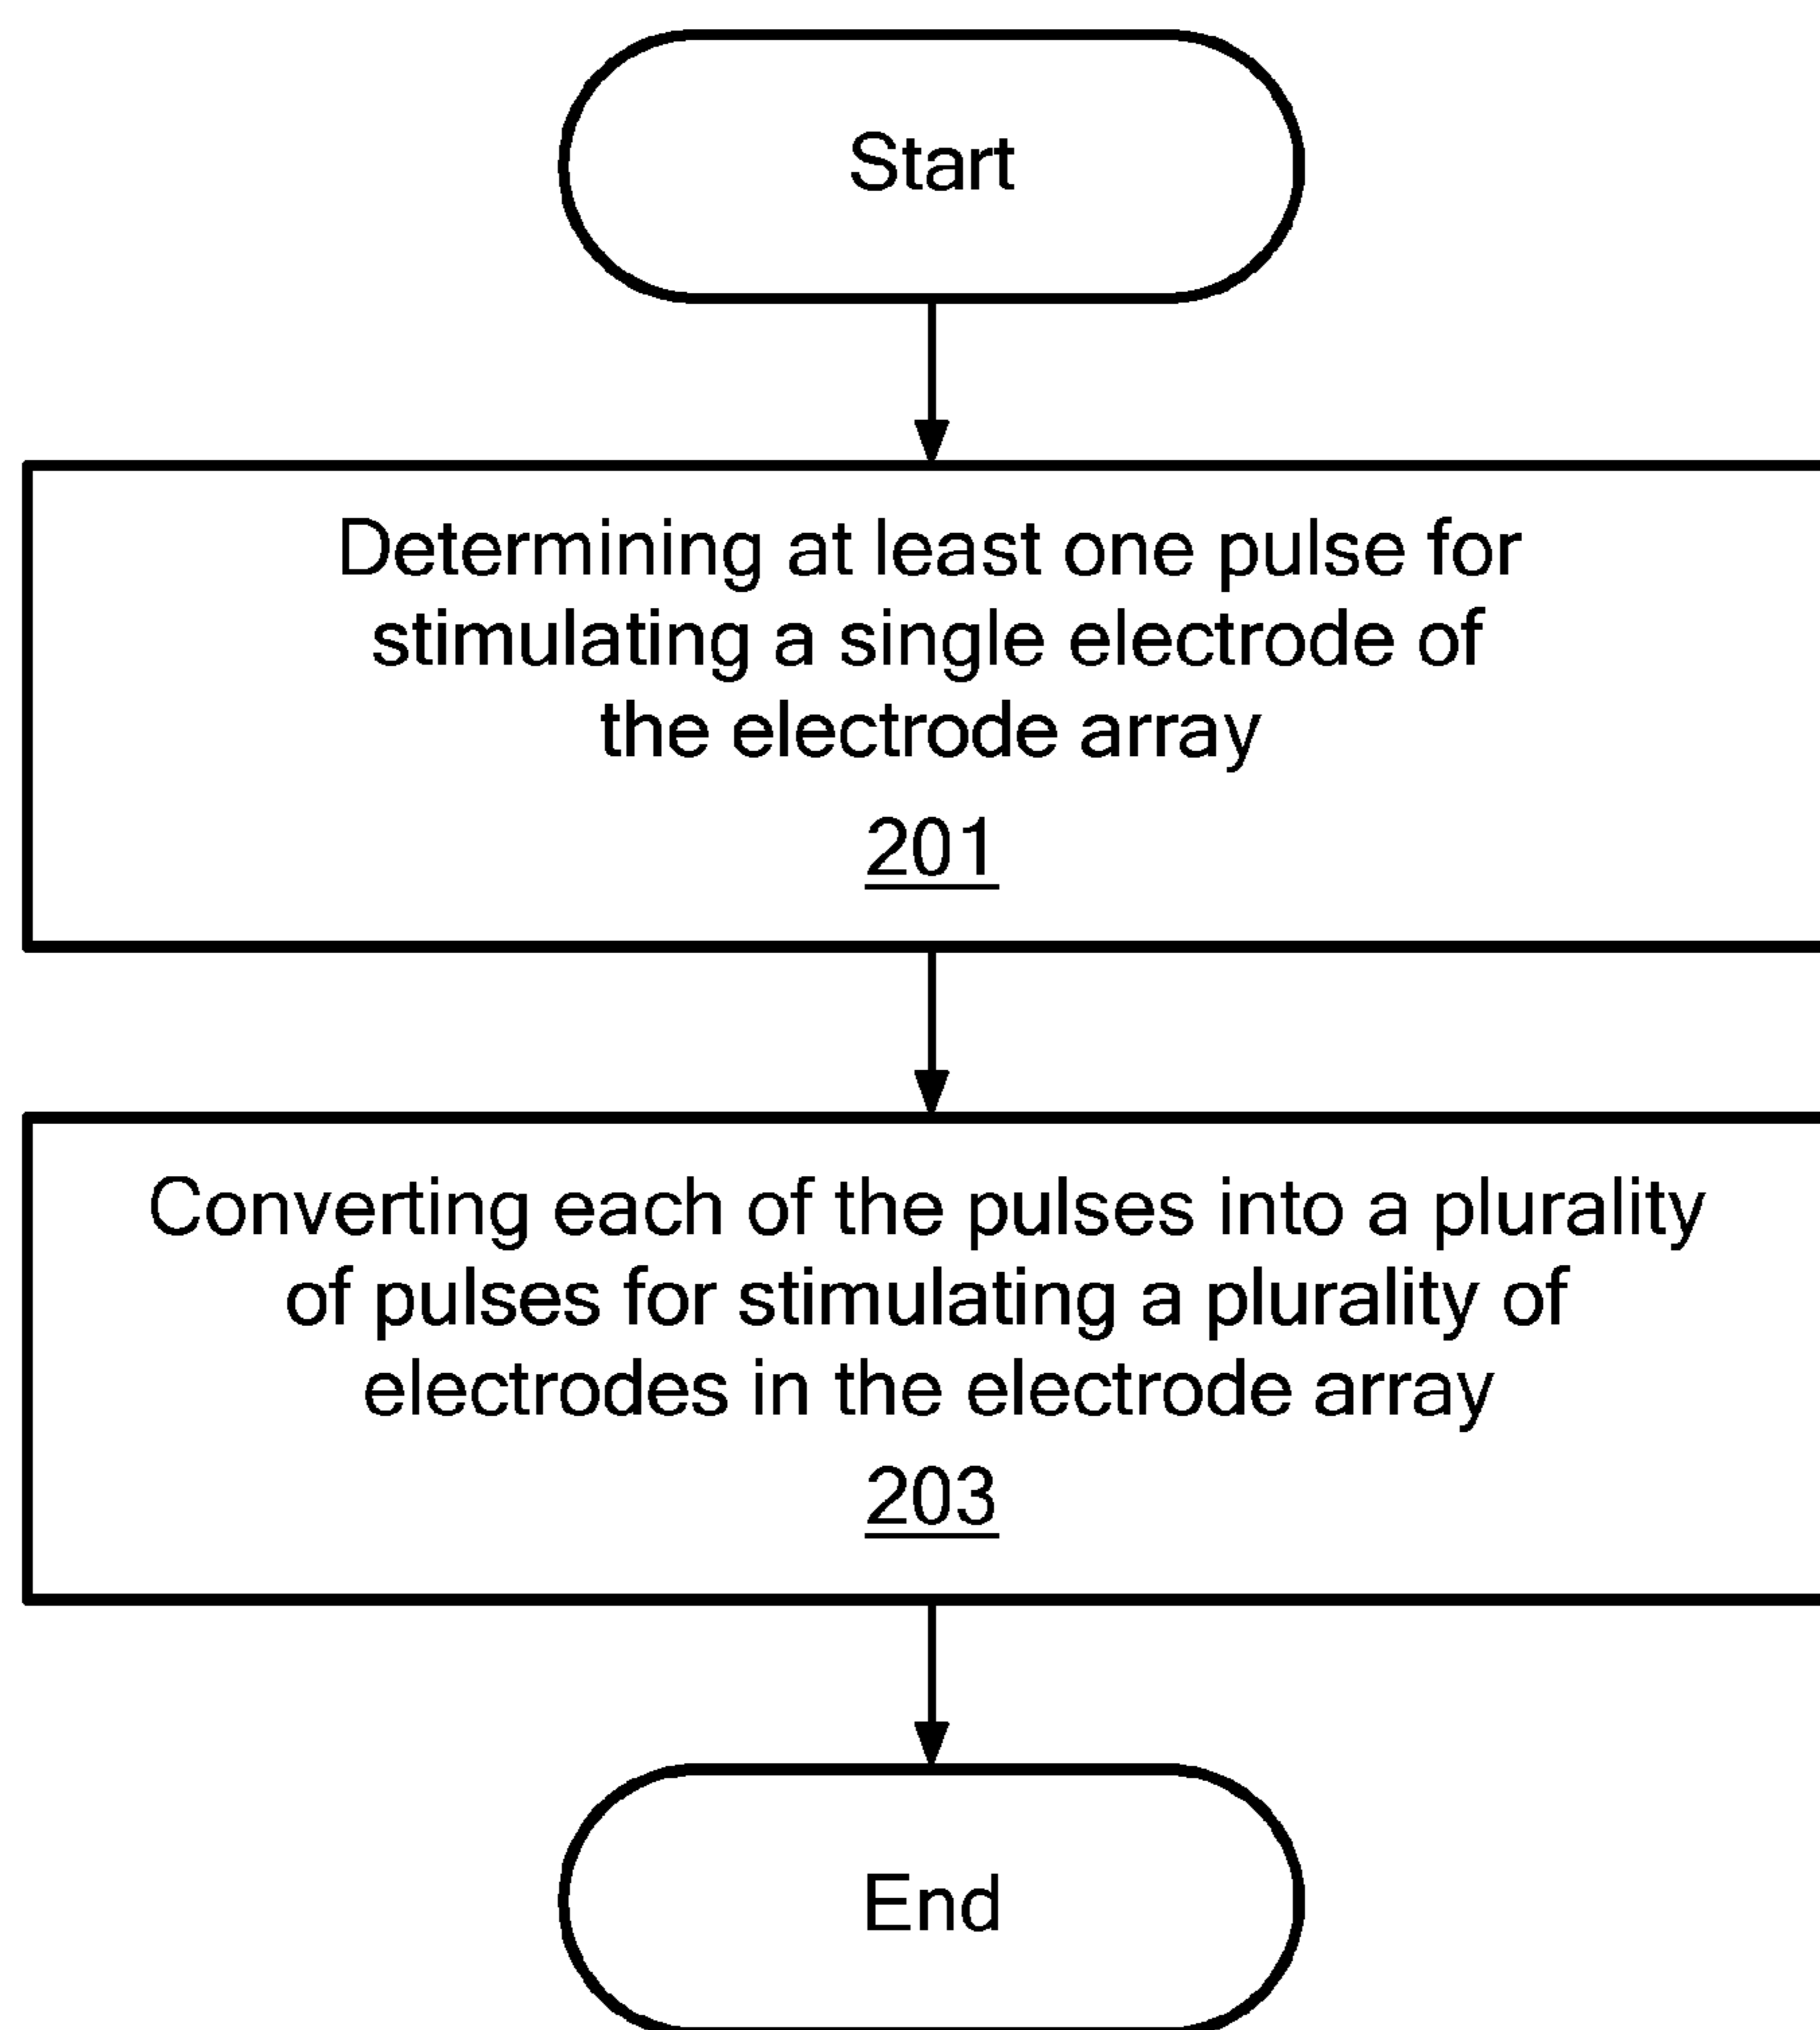 Start
Determining at least one pulse for
stimulating a single electrode of
the electrode array
201
Converting each of the pulses into a plurality
of pulses for stimulating a plurality of
electrodes in the electrode array
203
End